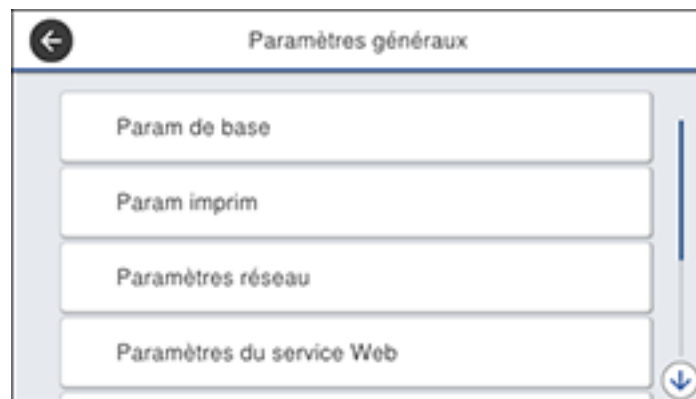 Paramètres généraux
Param de base
Param imprim
Paramètres réseau
Paramètres du service Web